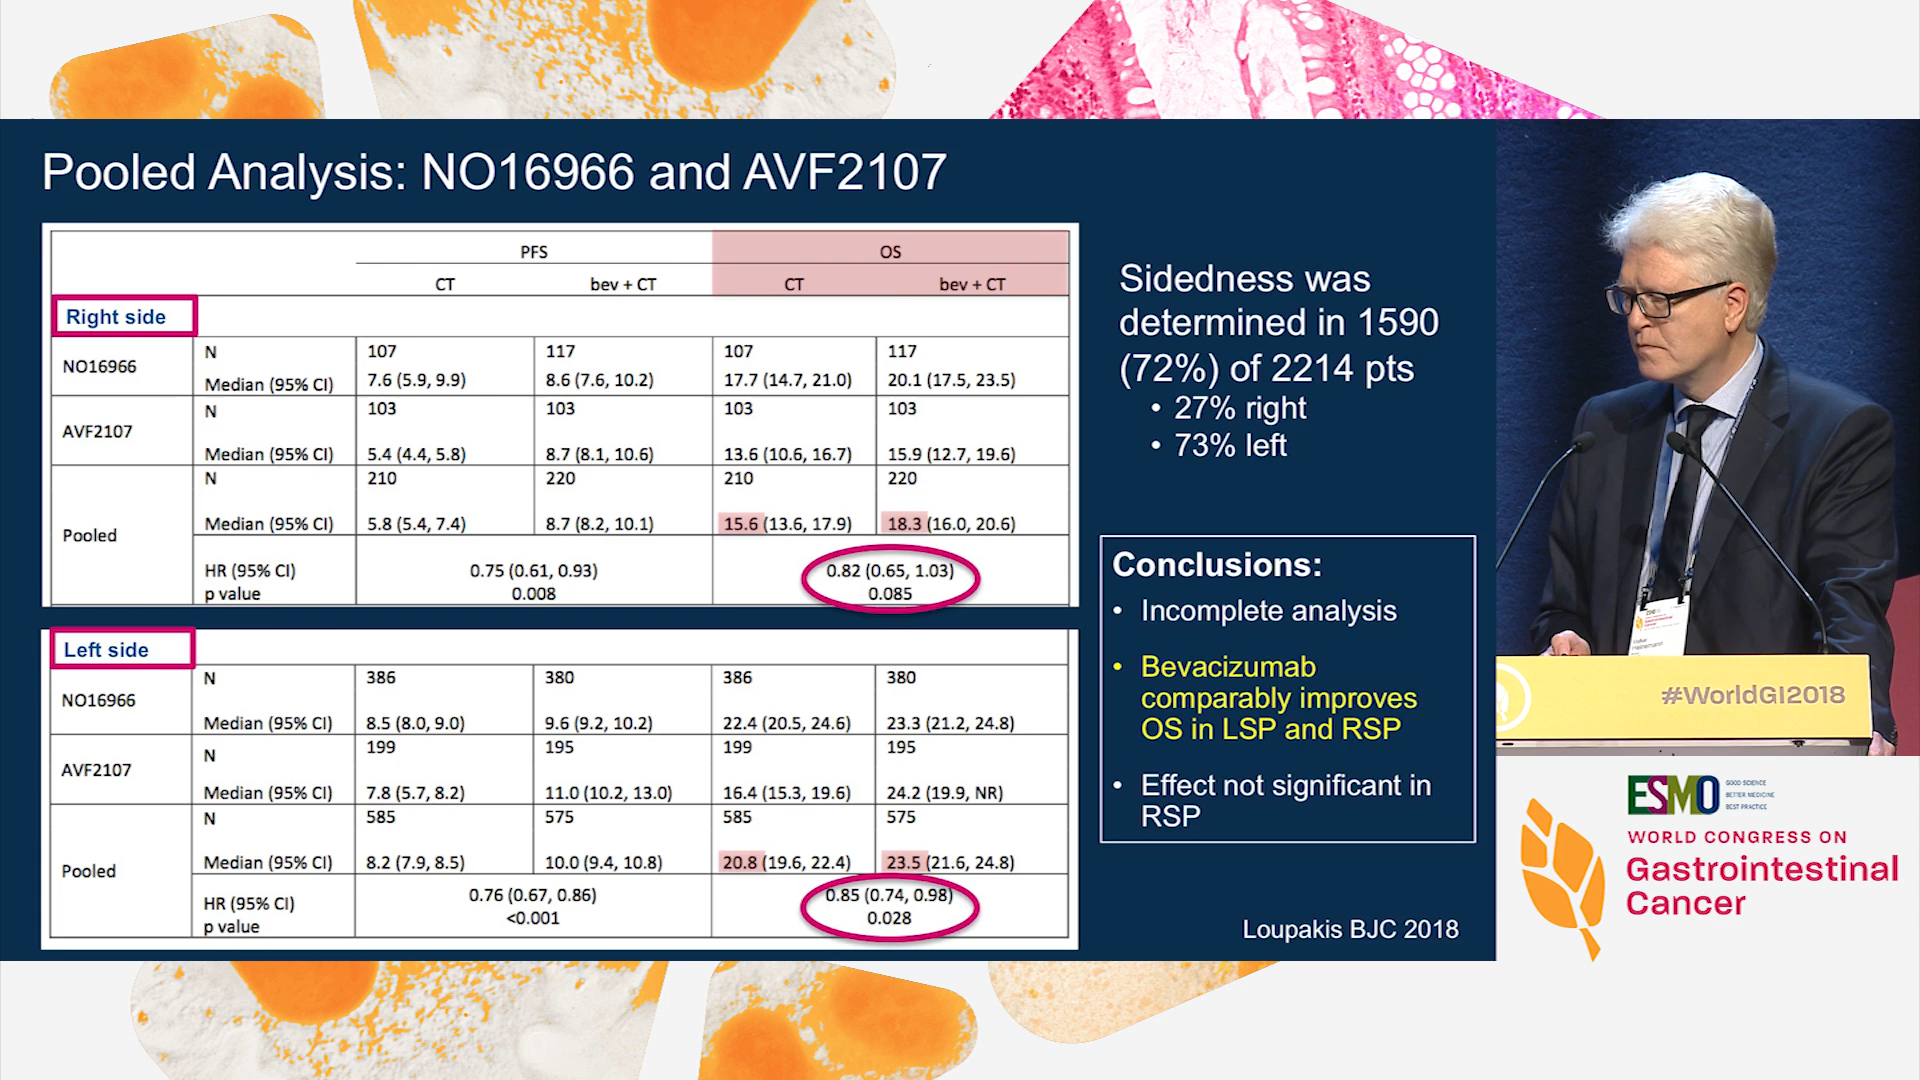 Pooled Analysis: NO16966 and AVF2107
PFS OS
CT bev + CT CT bev + CT
Right side
NO16966 N 107 117 107 117
Median (95% CI) 7.6 (5.9, 9.9) 8.6 (7.6, 10.2) 17.7 (14.7, 21.0) 20.1 (17.5, 23.5)
AVF2107 N 103 103 103 103
Median (95% CI) 5.4 (4.4, 5.8) 8.7 (8.1, 10.6) 13.6 (10.6, 16.7) 15.9 (12.7, 19.6)
Pooled N 210 220 210 220
Median (95% CI) 5.8 (5.4, 7.4) 8.7 (8.2, 10.1) 15.6 (13.6, 17.9) 18.3 (16.0, 20.6)
HR (95% CI) 0.75 (0.61, 0.93) 0.82 (0.65, 1.03)
p value 0.008 0.085
Left side
NO16966 N 386 380 386 380
Median (95% CI) 8.5 (8.0, 9.0) 9.6 (9.2, 10.2) 22.4 (20.5, 24.6) 23.3 (21.2, 24.8)
AVF2107 N 199 195 199 195
Median (95% CI) 7.8 (5.7, 8.2) 11.0 (10.2, 13.0) 16.4 (15.3, 19.6) 24.2 (19.9, NR)
Pooled N 585 575 585 575
Median (95% CI) 8.2 (7.9, 8.5) 10.0 (9.4, 10.8) 20.8 (19.6, 22.4) 23.5 (21.6, 24.8)
HR (95% CI) 0.76 (0.67, 0.86) 0.85 (0.74, 0.98)
p value <0.001 0.028
Sidedness was
determined in 1590
(72%) of 2214 pts
• 27% right
• 73% left
Conclusions:
• Incomplete analysis
• Bevacizumab
comparably improves
OS in LSP and RSP
• Effect not significant in
RSP
Loupakis BJC 2018
#WorldGI2018
ESMO
GOOD SCIENCE
BETTER MEDICINE
BEST PRACTICE
WORLD CONGRESS ON
Gastrointestinal
Cancer